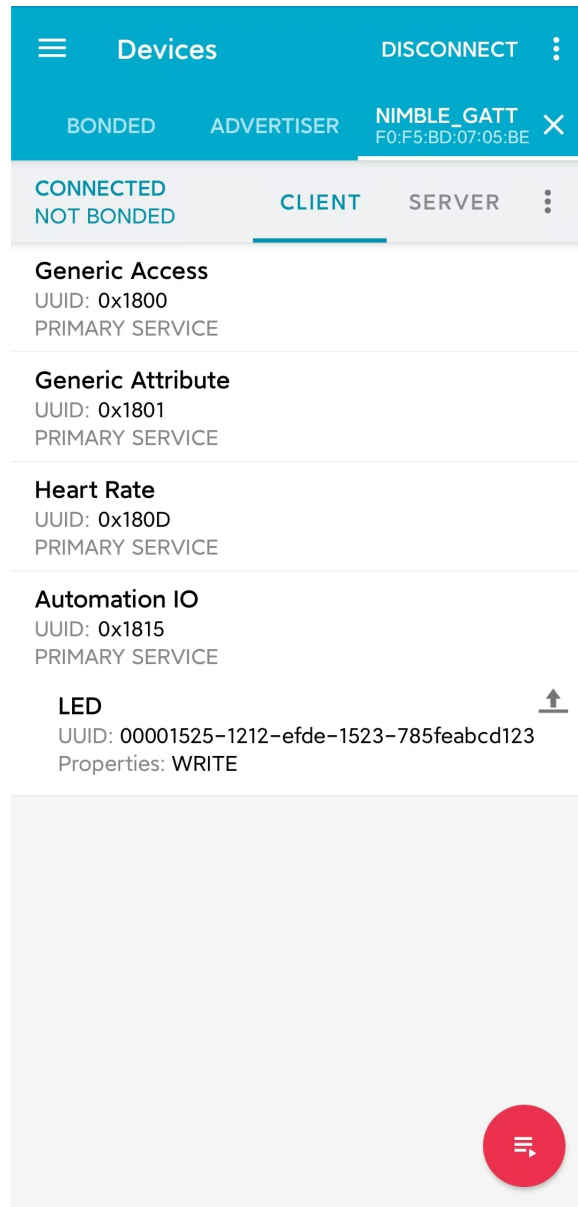 Devices
DISCONNECT
BONDED
ADVERTISER
NIMBLE_GATT
F0:F5:BD:07:05:BE
CONNECTED
NOT BONDED
CLIENT
SERVER
Generic Access
UUID: 0x1800
PRIMARY SERVICE
Generic Attribute
UUID: 0x1801
PRIMARY SERVICE
Heart Rate
UUID: 0x180D
PRIMARY SERVICE
Automation IO
UUID: 0x1815
PRIMARY SERVICE
LED
UUID: 00001525-1212-efde-1523-785feabcd123
Properties: WRITE